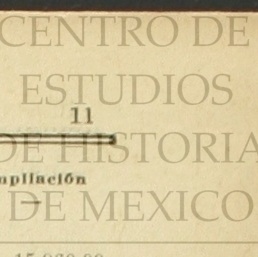 CENTRO DE
ESTUDIOS
11
DE HISTORIA
mpliación
DE MEXICO